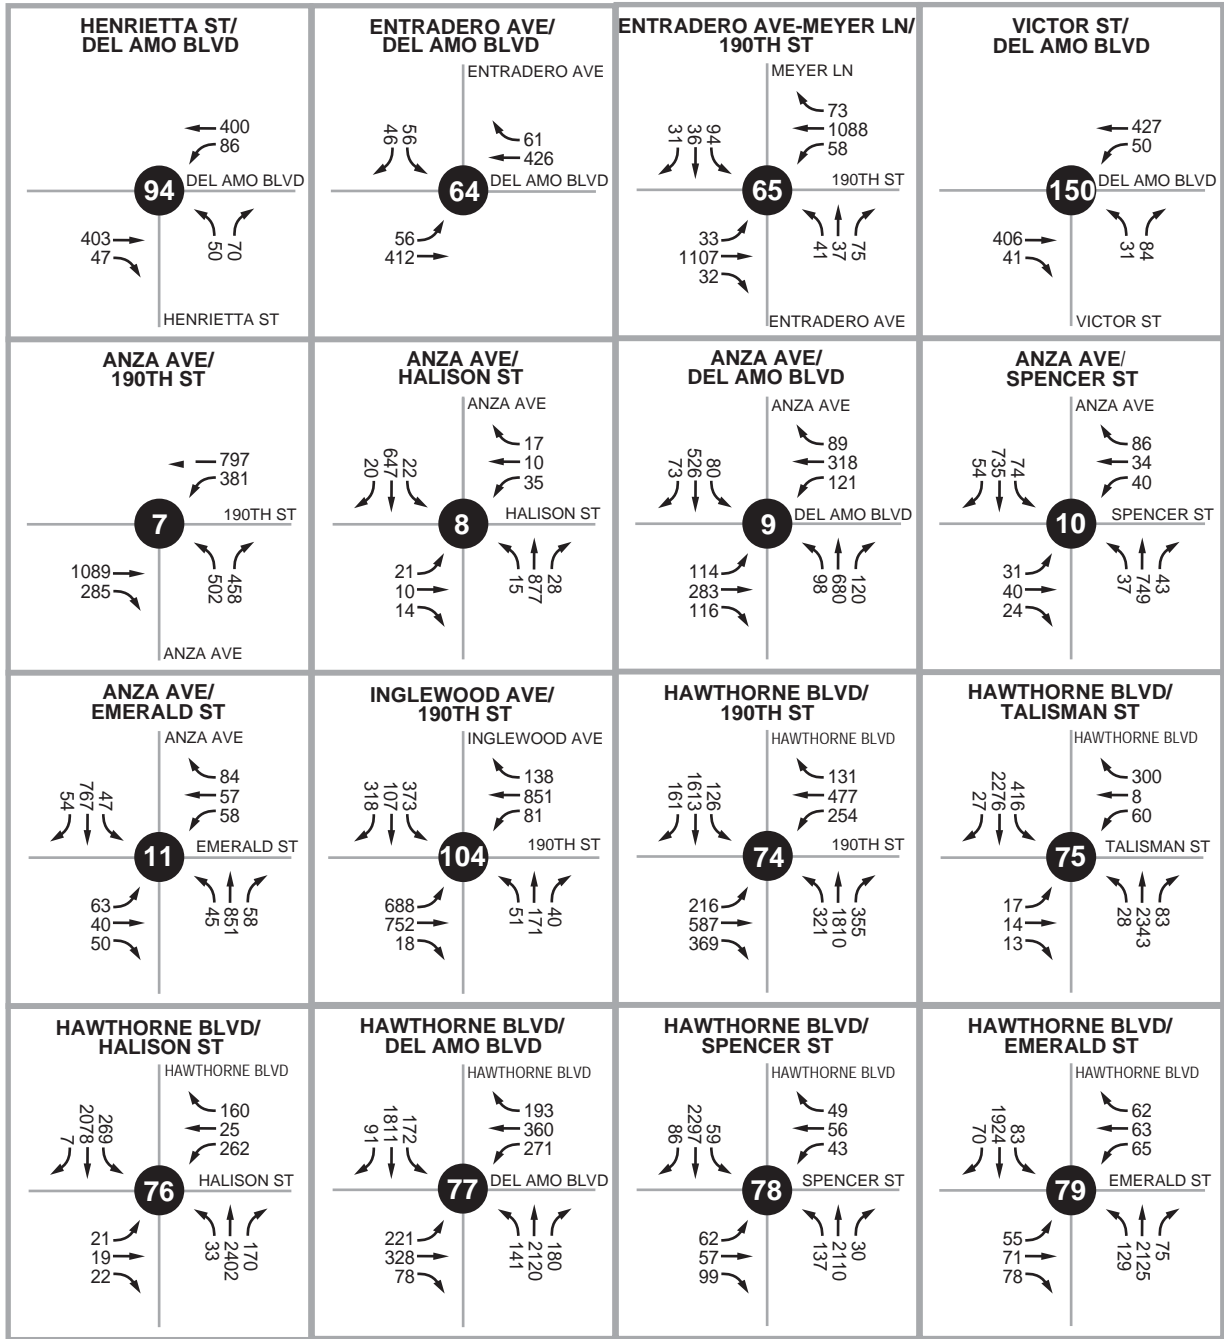 HENRIETTA ST/
DEL AMO BLVD
400
86
94
DEL AMO BLVD
403
47
50
70
HENRIETTA ST
ENTRADERO AVE/
DEL AMO BLVD
ENTRADERO AVE
46
56
61
426
64
DEL AMO BLVD
56
412
ENTRADERO AVE-MEYER LN/
190TH ST
MEYER LN
31
36
94
73
1088
58
65
190TH ST
33
1107
32
41
37
75
ENTRADERO AVE
VICTOR ST/
DEL AMO BLVD
427
50
150
DEL AMO BLVD
406
41
31
84
VICTOR ST
ANZA AVE/
190TH ST
797
381
7
190TH ST
1089
285
502
458
ANZA AVE
ANZA AVE/
HALISON ST
ANZA AVE
20
647
22
17
10
35
8
HALISON ST
21
10
14
15
877
28
ANZA AVE/
DEL AMO BLVD
ANZA AVE
73
526
80
89
318
121
9
DEL AMO BLVD
114
283
116
98
680
120
ANZA AVE/
SPENCER ST
ANZA AVE
54
735
74
86
34
40
10
SPENCER ST
31
40
24
37
749
43
ANZA AVE/
EMERALD ST
ANZA AVE
54
767
47
84
57
58
11
EMERALD ST
63
40
50
45
851
58
INGLEWOOD AVE/
190TH ST
INGLEWOOD AVE
318
107
373
138
851
81
104
190TH ST
688
752
18
51
171
40
HAWTHORNE BLVD/
190TH ST
HAWTHORNE BLVD
161
1613
126
131
477
254
74
190TH ST
216
587
369
321
1810
355
HAWTHORNE BLVD/
TALISMAN ST
HAWTHORNE BLVD
27
2276
416
300
8
60
75
TALISMAN ST
17
14
13
28
2343
83
HAWTHORNE BLVD/
HALISON ST
HAWTHORNE BLVD
7
2078
269
160
25
262
76
HALISON ST
21
19
22
33
2402
170
HAWTHORNE BLVD/
DEL AMO BLVD
HAWTHORNE BLVD
91
1811
172
193
360
271
77
DEL AMO BLVD
221
328
78
141
2120
180
HAWTHORNE BLVD/
SPENCER ST
HAWTHORNE BLVD
86
2297
59
49
56
43
78
SPENCER ST
62
57
99
137
2110
30
HAWTHORNE BLVD/
EMERALD ST
HAWTHORNE BLVD
70
1924
83
62
63
65
79
EMERALD ST
55
71
78
129
2125
75